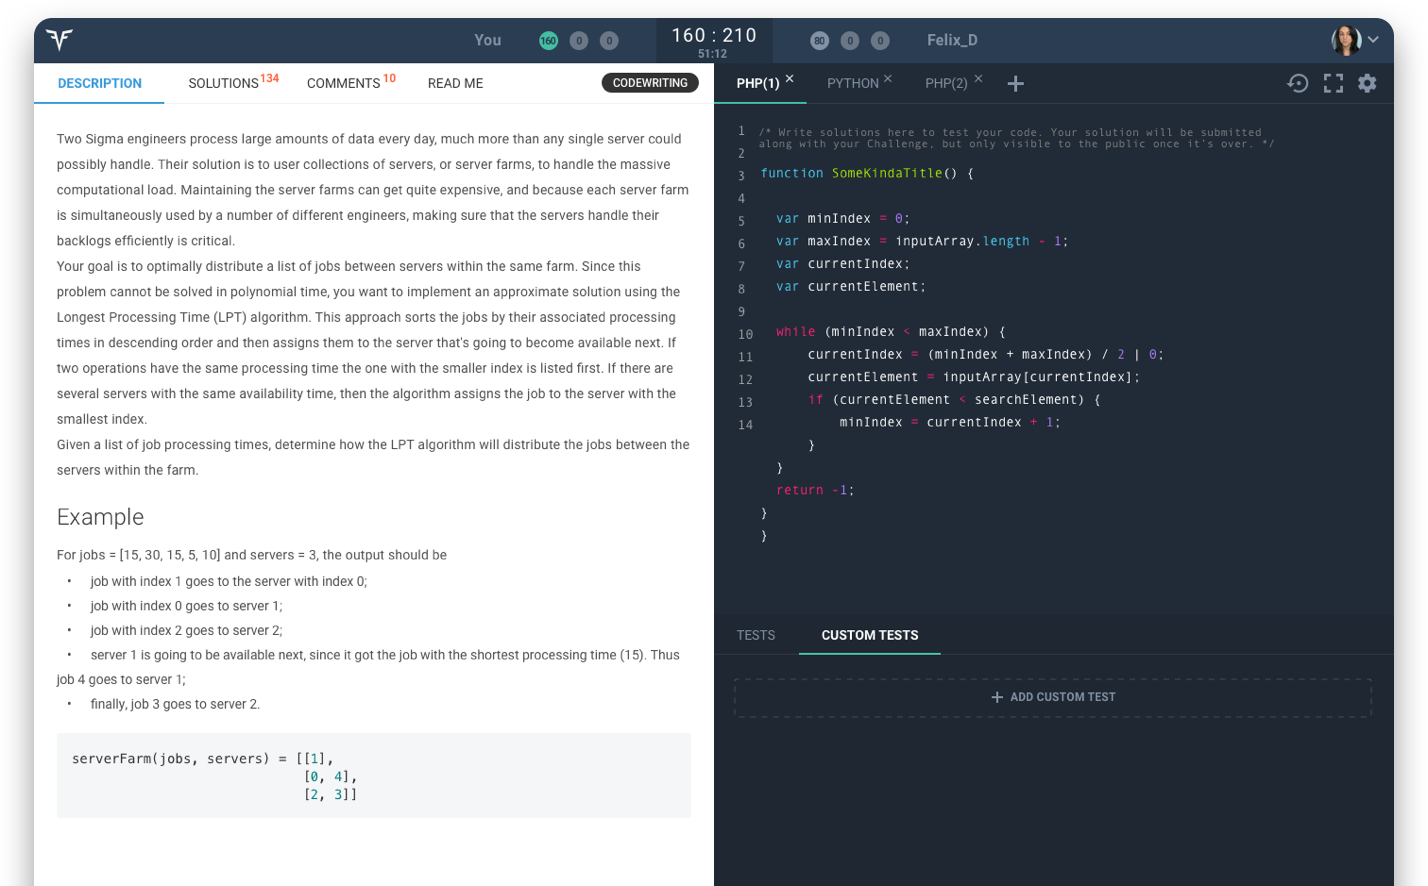 You 160 0 0 160 : 210 80 0 0 Felix_D
51:12
DESCRIPTION SOLUTIONS 134 COMMENTS 10 READ ME CODEWRITING
Two Sigma engineers process large amounts of data every day, much more than any single server could
possibly handle. Their solution is to user collections of servers, or server farms, to handle the massive
computational load. Maintaining the server farms can get quite expensive, and because each server farm
is simultaneously used by a number of different engineers, making sure that the servers handle their
backlogs efficiently is critical.
Your goal is to optimally distribute a list of jobs between servers within the same farm. Since this
problem cannot be solved in polynomial time, you want to implement an approximate solution using the
Longest Processing Time (LPT) algorithm. This approach sorts the jobs by their associated processing
times in descending order and then assigns them to the server that's going to become available next. If
two operations have the same processing time the one with the smaller index is listed first. If there are
several servers with the same availability time, then the algorithm assigns the job to the server with the
smallest index.
Given a list of job processing times, determine how the LPT algorithm will distribute the jobs between the
servers within the farm.
Example
For jobs = [15, 30, 15, 5, 10] and servers = 3, the output should be
• job with index 1 goes to the server with index 0;
• job with index 0 goes to server 1;
• job with index 2 goes to server 2;
• server 1 is going to be available next, since it got the job with the shortest processing time (15). Thus
job 4 goes to server 1;
• finally, job 3 goes to server 2.
serverFarm(jobs, servers) = [[1],
[0, 4],
[2, 3]]
PHP(1) × PYTHON × PHP(2) × +
1
2
3
4
5
6
7
8
9
10
11
12
13
14
/* Write solutions here to test your code. Your solution will be submitted
along with your Challenge, but only visible to the public once it's over. */
function SomeKindaTitle() {
var minIndex = 0;
var maxIndex = inputArray.length - 1;
var currentIndex;
var currentElement;
while (minIndex < maxIndex) {
currentIndex = (minIndex + maxIndex) / 2 | 0;
currentElement = inputArray[currentIndex];
if (currentElement < searchElement) {
minIndex = currentIndex + 1;
}
}
return -1;
}
}
TESTS CUSTOM TESTS
+ ADD CUSTOM TEST